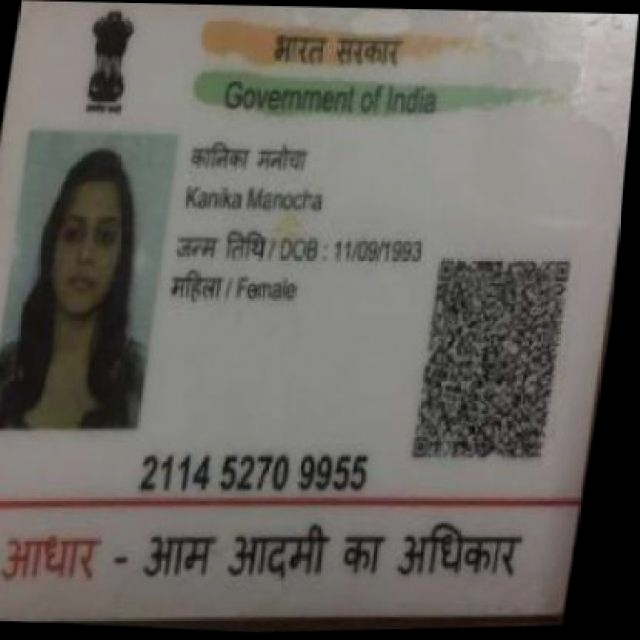 भारत सरकार
Government of India
कानिका मनोचा
Kanika Manocha
जन्म तिथि / DOB : 11/09/1993
महिला / Female
2114 5270 9955
आधार - आम आदमी का अधिकार